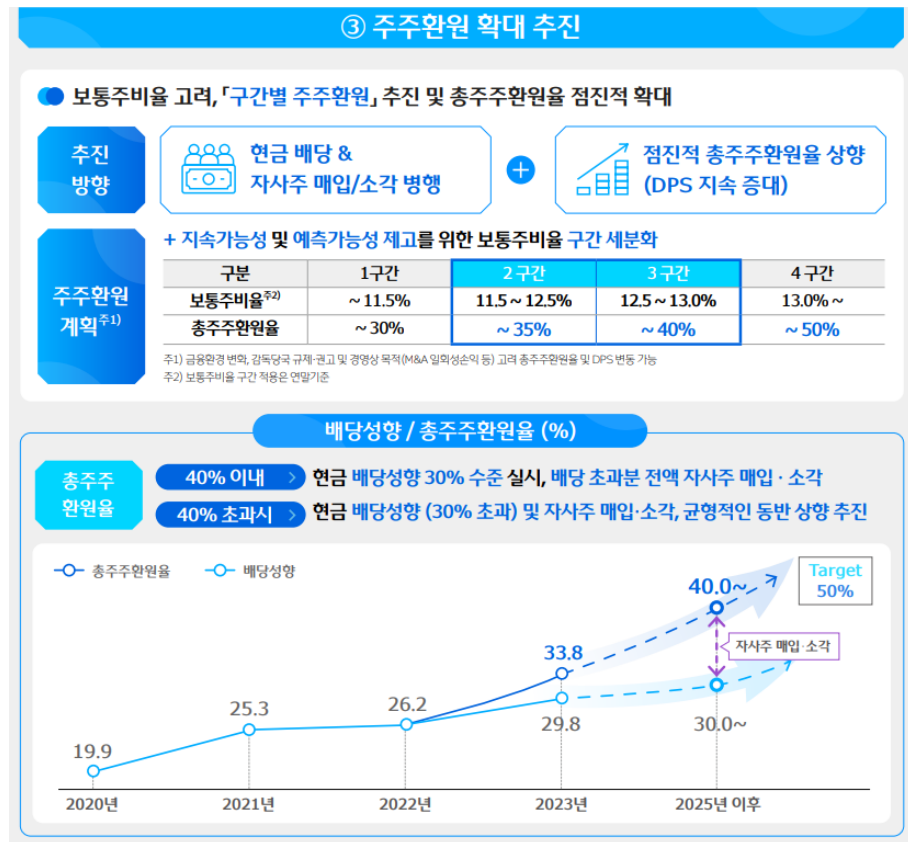 ③ 주주환원 확대 추진
보통주비율 고려, 「구간별 주주환원」 추진 및 총주주환원율 점진적 확대
추진
방향
현금 배당 &
자사주 매입/소각 병행
점진적 총주주환원율 상향
(DPS 지속 증대)
주주환원
계획주1)
+ 지속가능성 및 예측가능성 제고를 위한 보통주비율 구간 세분화
구분 1구간 2 구간 3 구간 4 구간
보통주비율주2) ~ 11.5% 11.5 ~ 12.5% 12.5 ~ 13.0% 13.0% ~
총주주환원율 ~ 30% ~ 35% ~ 40% ~ 50%
주1) 금융환경 변화, 감독당국 규제·권고 및 경영상 목적(M&A 일회성손익 등) 고려 총주주환원율 및 DPS 변동 가능
주2) 보통주비율 구간 적용은 연말기준
배당성향 / 총주주환원율 (%)
총주주
환원율
40% 이내 > 현금 배당성향 30% 수준 실시, 배당 초과분 전액 자사주 매입 · 소각
40% 초과시 > 현금 배당성향 (30% 초과) 및 자사주 매입·소각, 균형적인 동반 상향 추진
총주주환원율 배당성향
Target
50%
40.0~
자사주 매입·소각
33.8
26.2
25.3
29.8
30.0~
19.9
2020년 2021년 2022년 2023년 2025년 이후